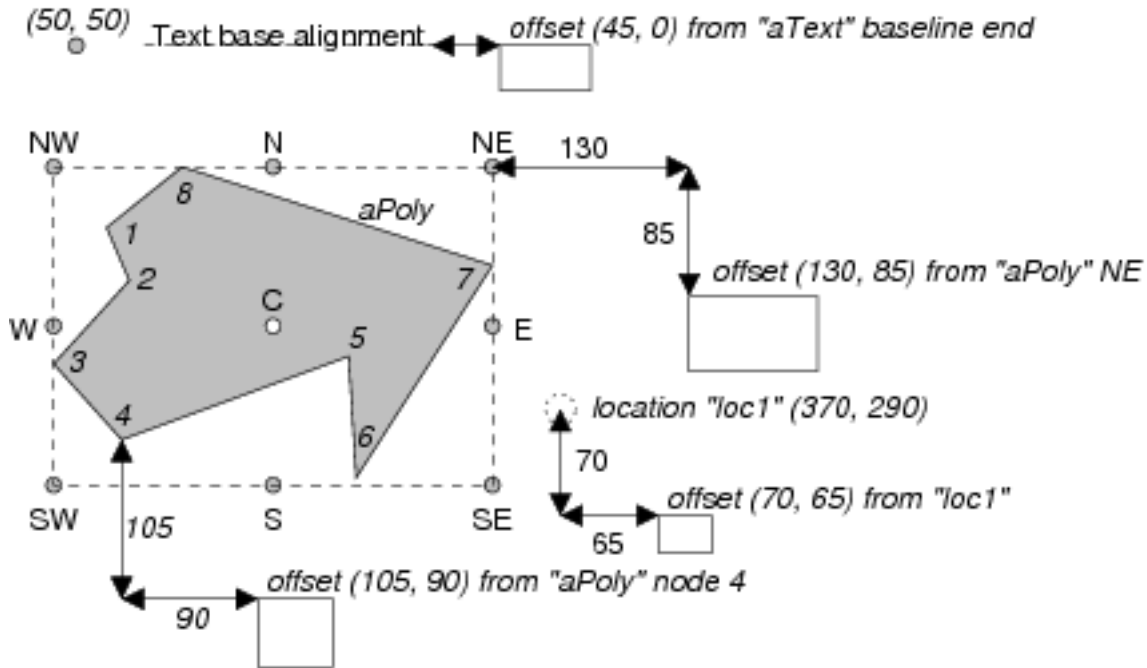 (50, 50)
Text base alignment
offset (45, 0) from "aText" baseline end
NW
N
NE
130
8
aPoly
1
85
2
7
offset (130, 85) from "aPoly" NE
C
W
E
5
3
4
location "loc1" (370, 290)
6
70
offset (70, 65) from "loc1"
SW
105
S
SE
65
offset (105, 90) from "aPoly" node 4
90